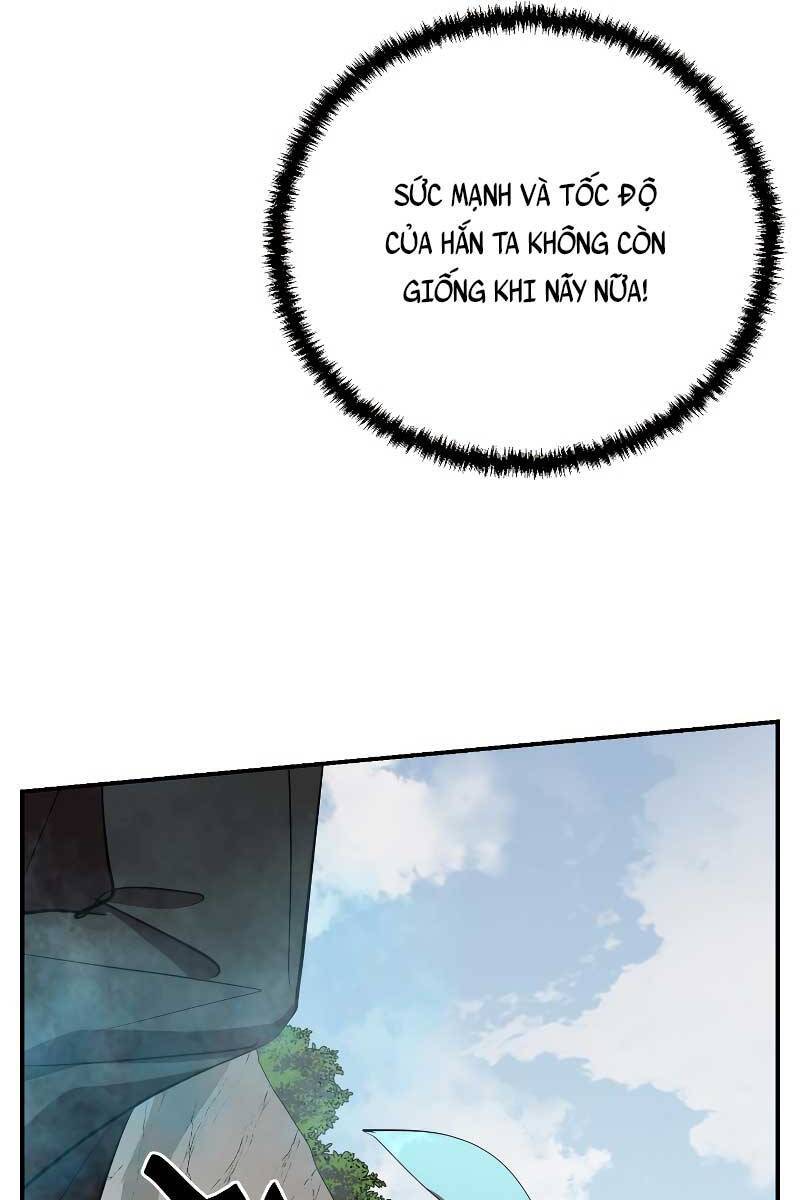 SỨC MẠNH VÀ TỐC ĐỘ
CỦA HẮN TA KHÔNG CÒN
GIỐNG KHI NÃY NỮA!